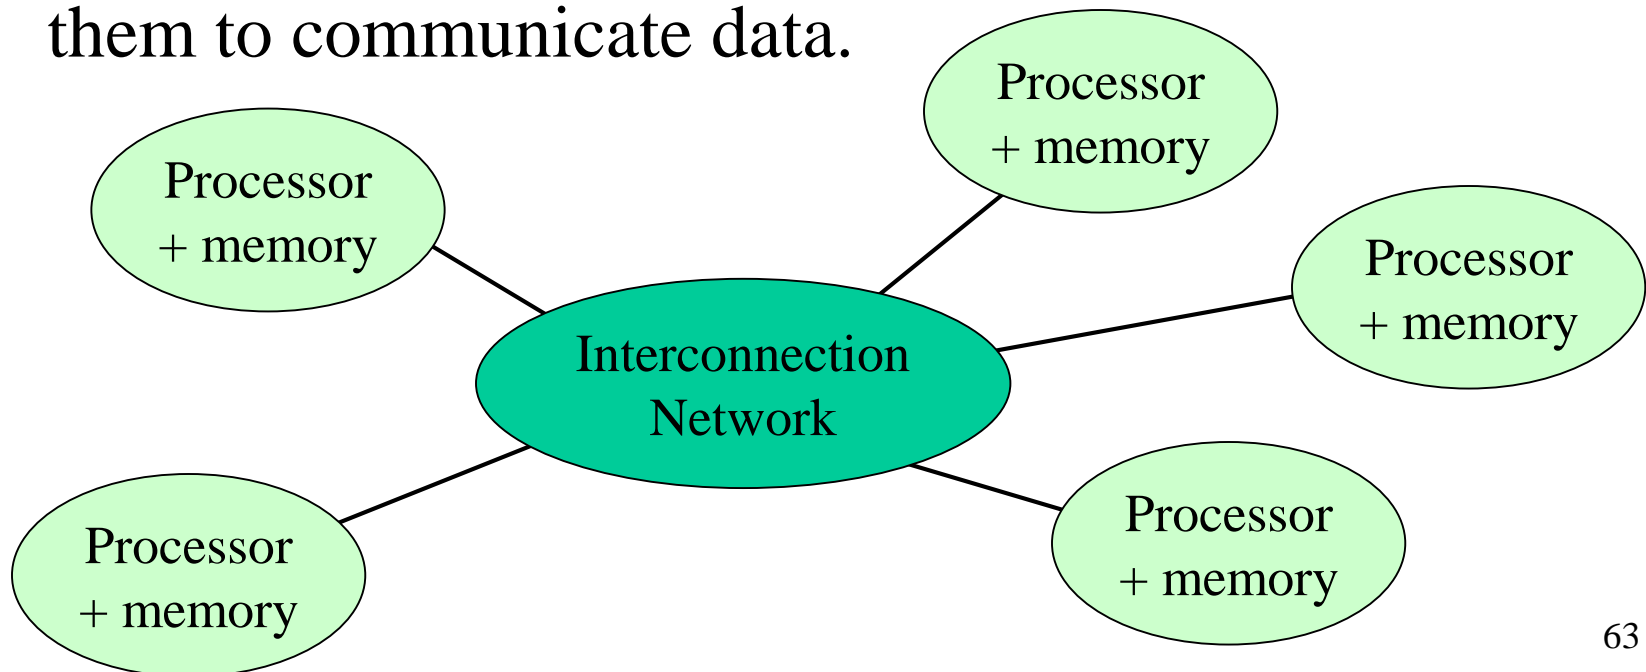 them to communicate data.
Processor
+ memory
Processor
+ memory
Processor
+ memory
Interconnection
Network
Processor
+ memory
Processor
+ memory
63